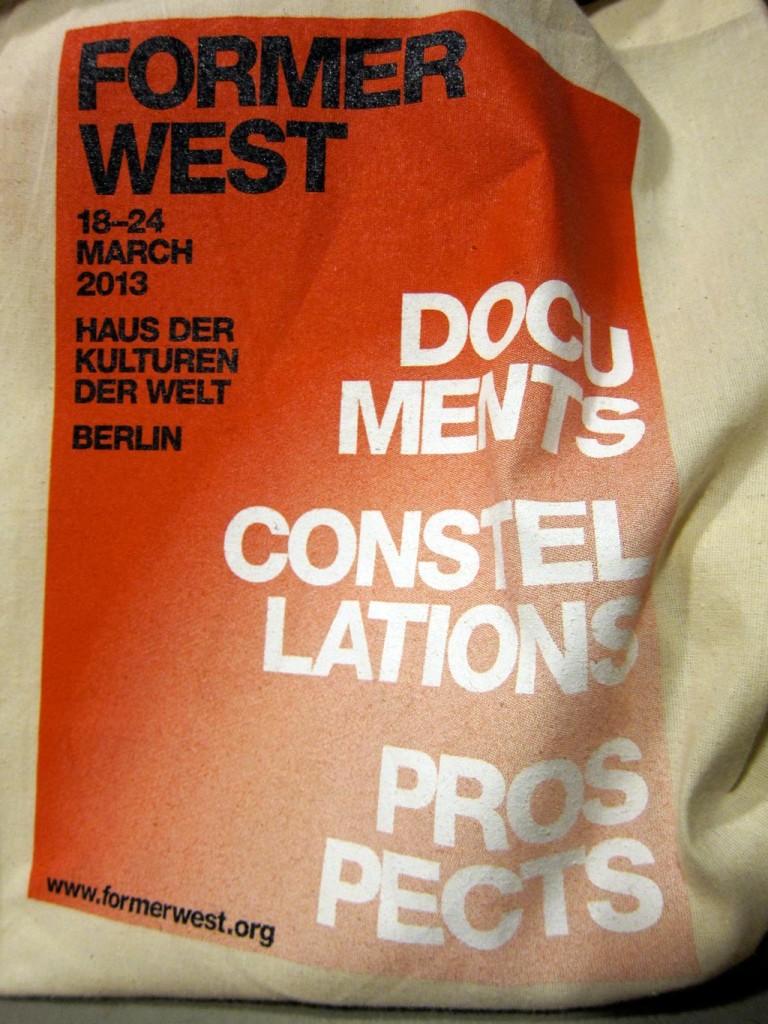 FORMER
WEST
18–24
MARCH
2013
HAUS DER
KULTUREN
DER WELT
BERLIN
DOCU
MENTS
CONSTEL
LATIONS
PROS
PECTS
www.formerwest.org